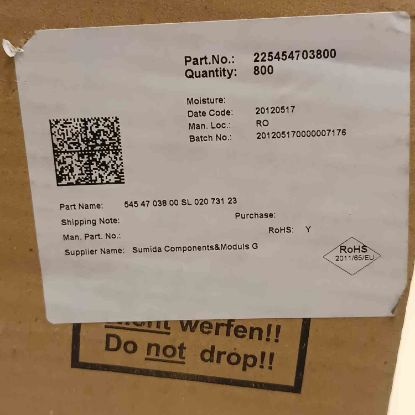 Part.No.: 225454703800
Quantity: 800
Moisture:
Date Code: 20120517
Man. Loc.: RO
Batch No.: 201205170000007176
Part Name: 545 47 038 00 SL 020 731 23
Shipping Note: Purchase:
Man. Part. No.: RoHS: Y
Supplier Name: Sumida Components&Moduls G
RoHS
2011/65/EU
nicht werfen!!
Do not drop!!